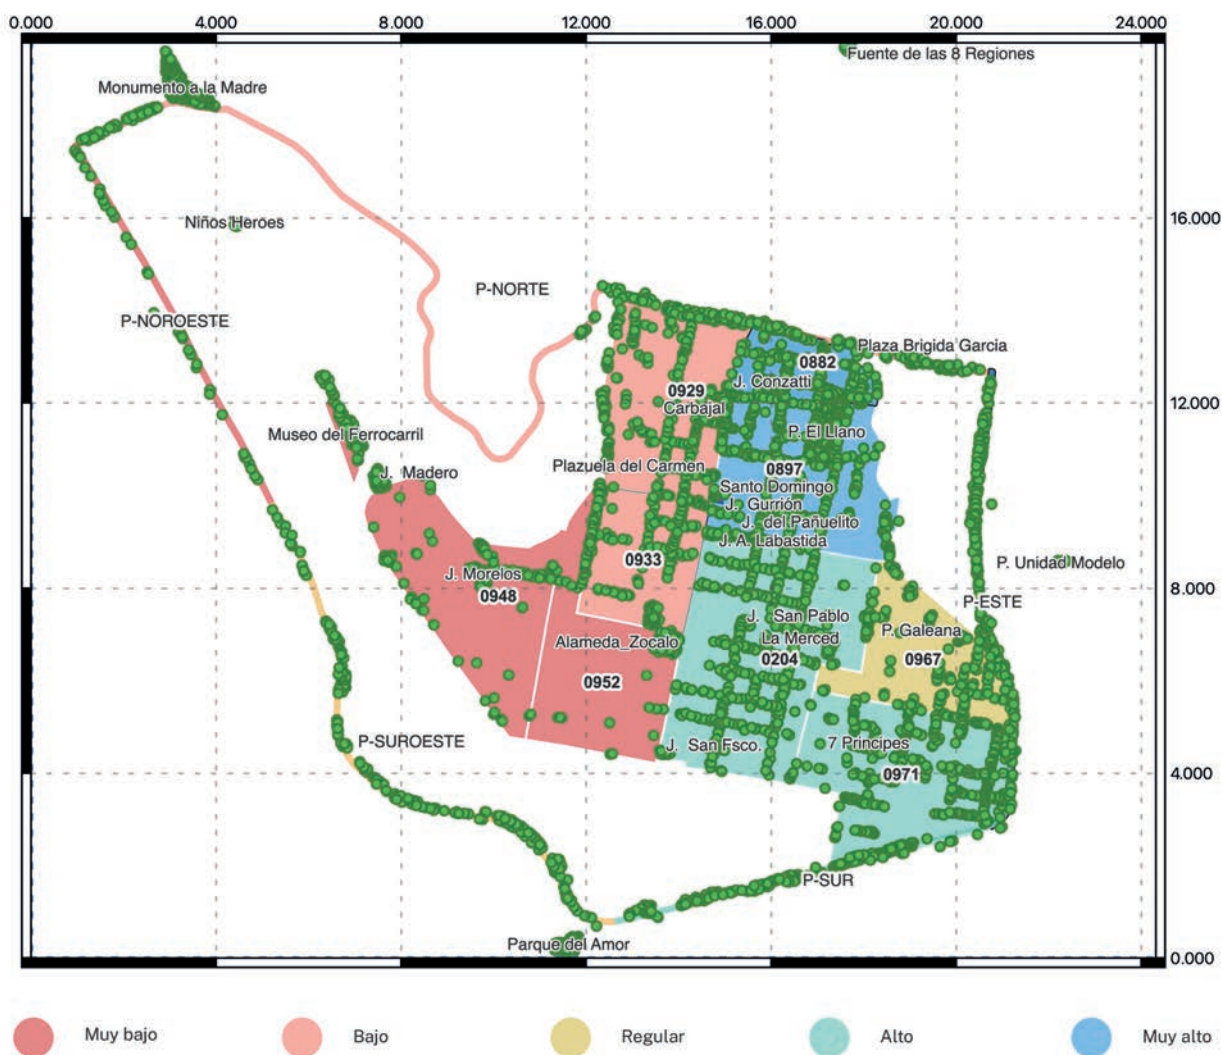 0.000 4.000 8.000 12.000 16.000 20.000 24.000
Fuente de las 8 Regiones
Monumento a la Madre
16.000
Niños Heroes
P-NORTE
P-NOROESTE
Plaza Brigida Garcia
0882
J. Conzatti
0929
12.000
Carbajal
P. El Llano
Museo del Ferrocarril
Plazuela del Carmen
0897
J. Madero
Santo Domingo
J. Gurrión
J. del Pañuelito
J. A. Labastida
0933
P. Unidad Modelo
J. Morelos
8.000
0948
P-ESTE
J. San Pablo
P. Galeana
Alameda_Zocalo
La Merced
0204
0967
0952
P-SUROESTE
J. San Fsco.
7 Principes
4.000
0971
P-SUR
Parque del Amor
0.000
Muy bajo Bajo Regular Alto Muy alto